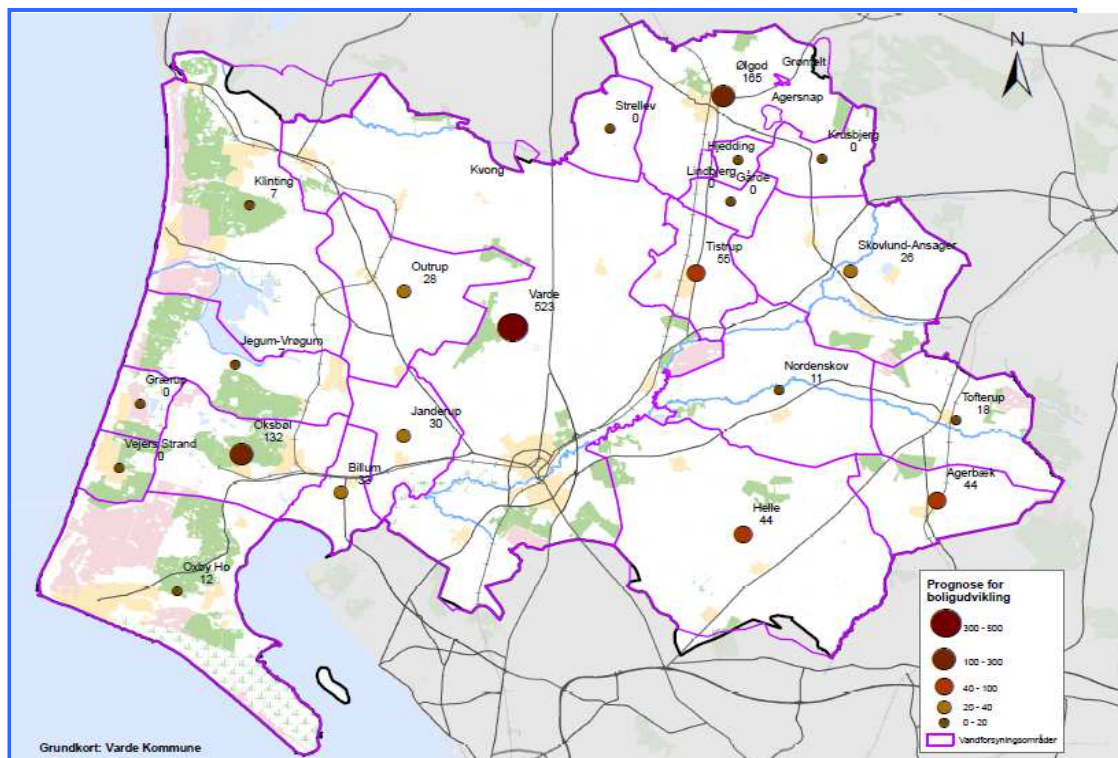 N
Ølgod
165
Grønfelt
Agersnap
Strellev
0
Krusbjerg
0
Hjedding
Lindbjerg
0
Gårde
0
Kvong
Klinting
7
Tistrup
55
Skovlund-Ansager
26
Outrup
28
Varde
523
Jegum-Vrøgum
Nordenskov
11
Grærup
0
Tofterup
18
Janderup
30
Oksbøl
132
Vejers Strand
0
Billum
33
Agerbæk
44
Helle
44
Oxby Ho
12
Prognose for
boligudvikling
300 - 500
100 - 300
40 - 100
20 - 40
0 - 20
Vandforsyningsområder
Grundkort: Varde Kommune